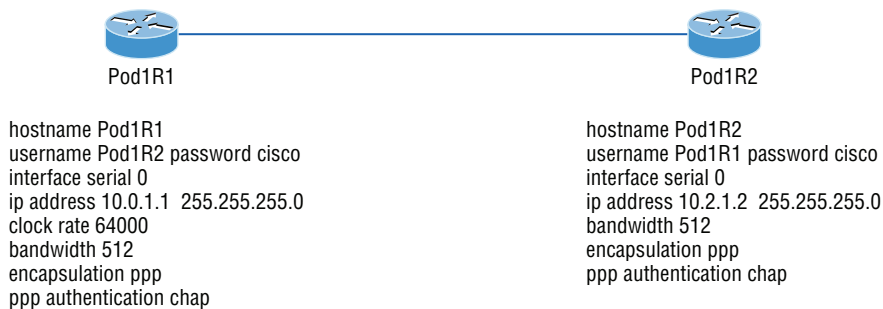 Pod1R1
Pod1R2
hostname Pod1R1
username Pod1R2 password cisco
interface serial 0
ip address 10.0.1.1 255.255.255.0
clock rate 64000
bandwidth 512
encapsulation ppp
ppp authentication chap
hostname Pod1R2
username Pod1R1 password cisco
interface serial 0
ip address 10.2.1.2 255.255.255.0
bandwidth 512
encapsulation ppp
ppp authentication chap